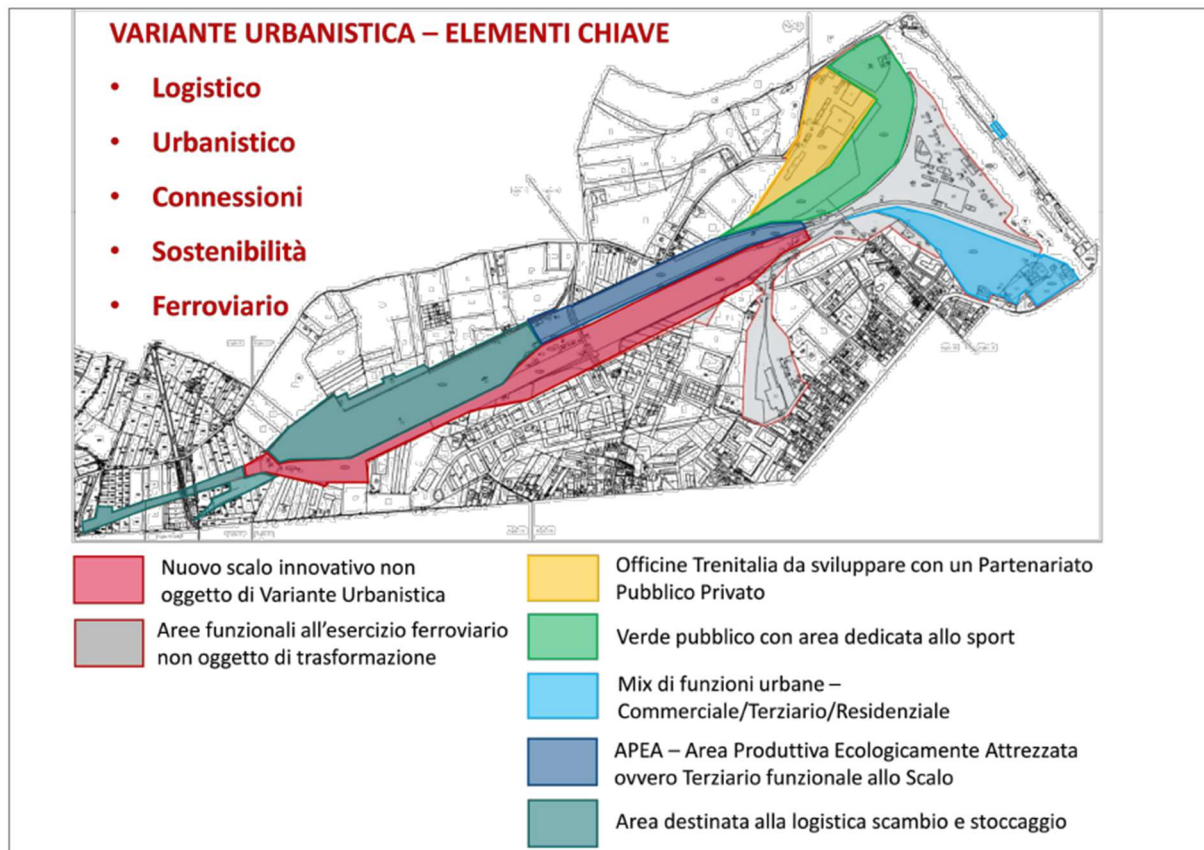 VARIANTE URBANISTICA – ELEMENTI CHIAVE
• Logistico
• Urbanistico
• Connessioni
• Sostenibilità
• Ferroviario
Nuovo scalo innovativo non
oggetto di Variante Urbanistica
Aree funzionali all’esercizio ferroviario
non oggetto di trasformazione
Officine Trenitalia da sviluppare con un Partenariato
Pubblico Privato
Verde pubblico con area dedicata allo sport
Mix di funzioni urbane –
Commerciale/Terziario/Residenziale
APEA – Area Produttiva Ecologicamente Attrezzata
ovvero Terziario funzionale allo Scalo
Area destinata alla logistica scambio e stoccaggio